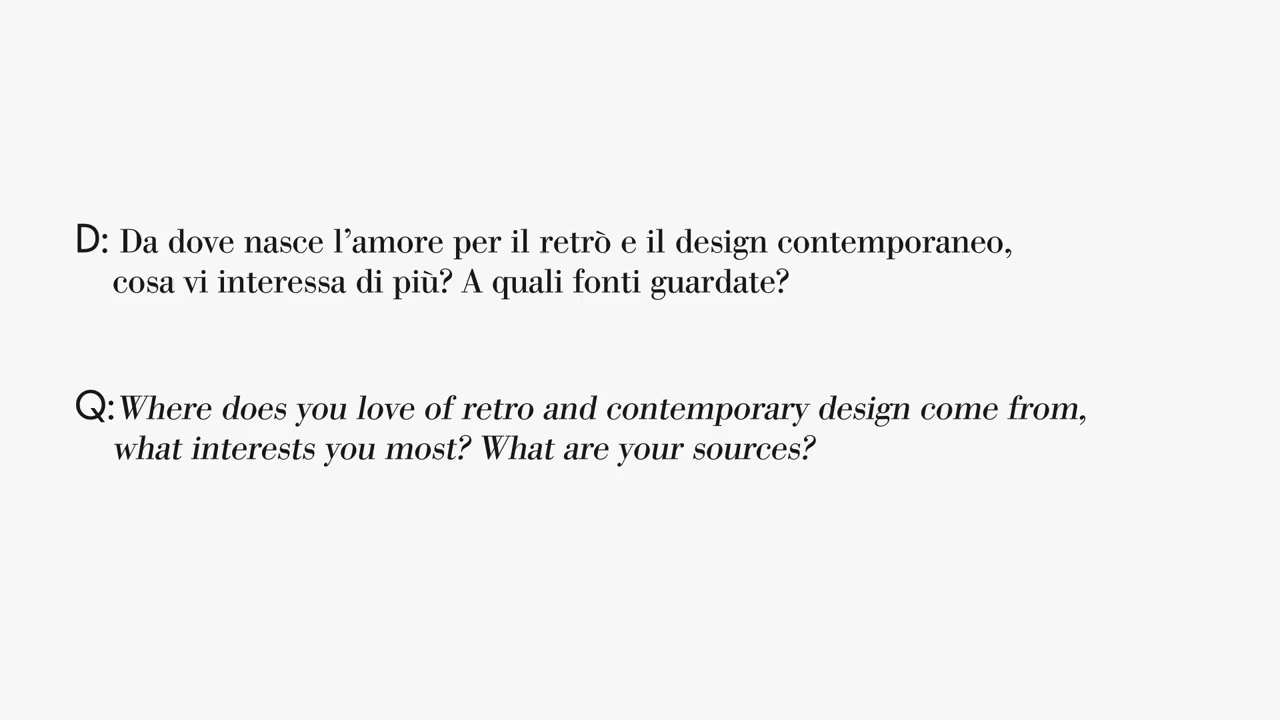 D: Da dove nasce l’amore per il retrò e il design contemporaneo,
cosa vi interessa di più? A quali fonti guardate?
Q: Where does you love of retro and contemporary design come from,
what interests you most? What are your sources?